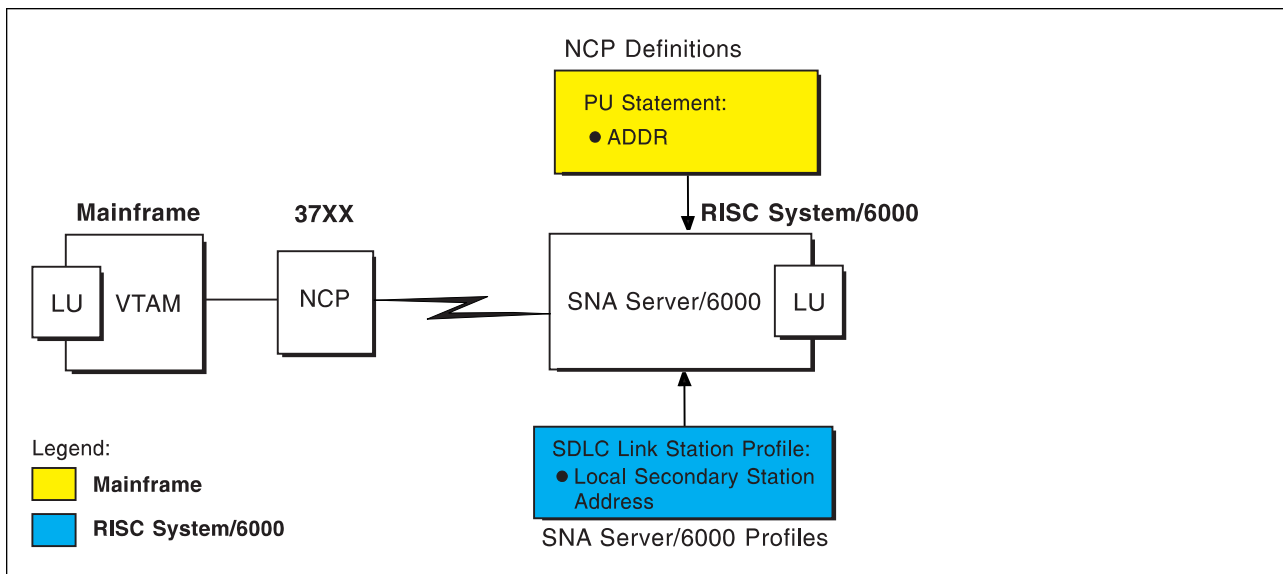 NCP Definitions
PU Statement:
● ADDR
Mainframe
37XX
RISC System/6000
LU
VTAM
NCP
SNA Server/6000
LU
SDLC Link Station Profile:
● Local Secondary Station
Address
SNA Server/6000 Profiles
Legend:
Mainframe
RISC System/6000